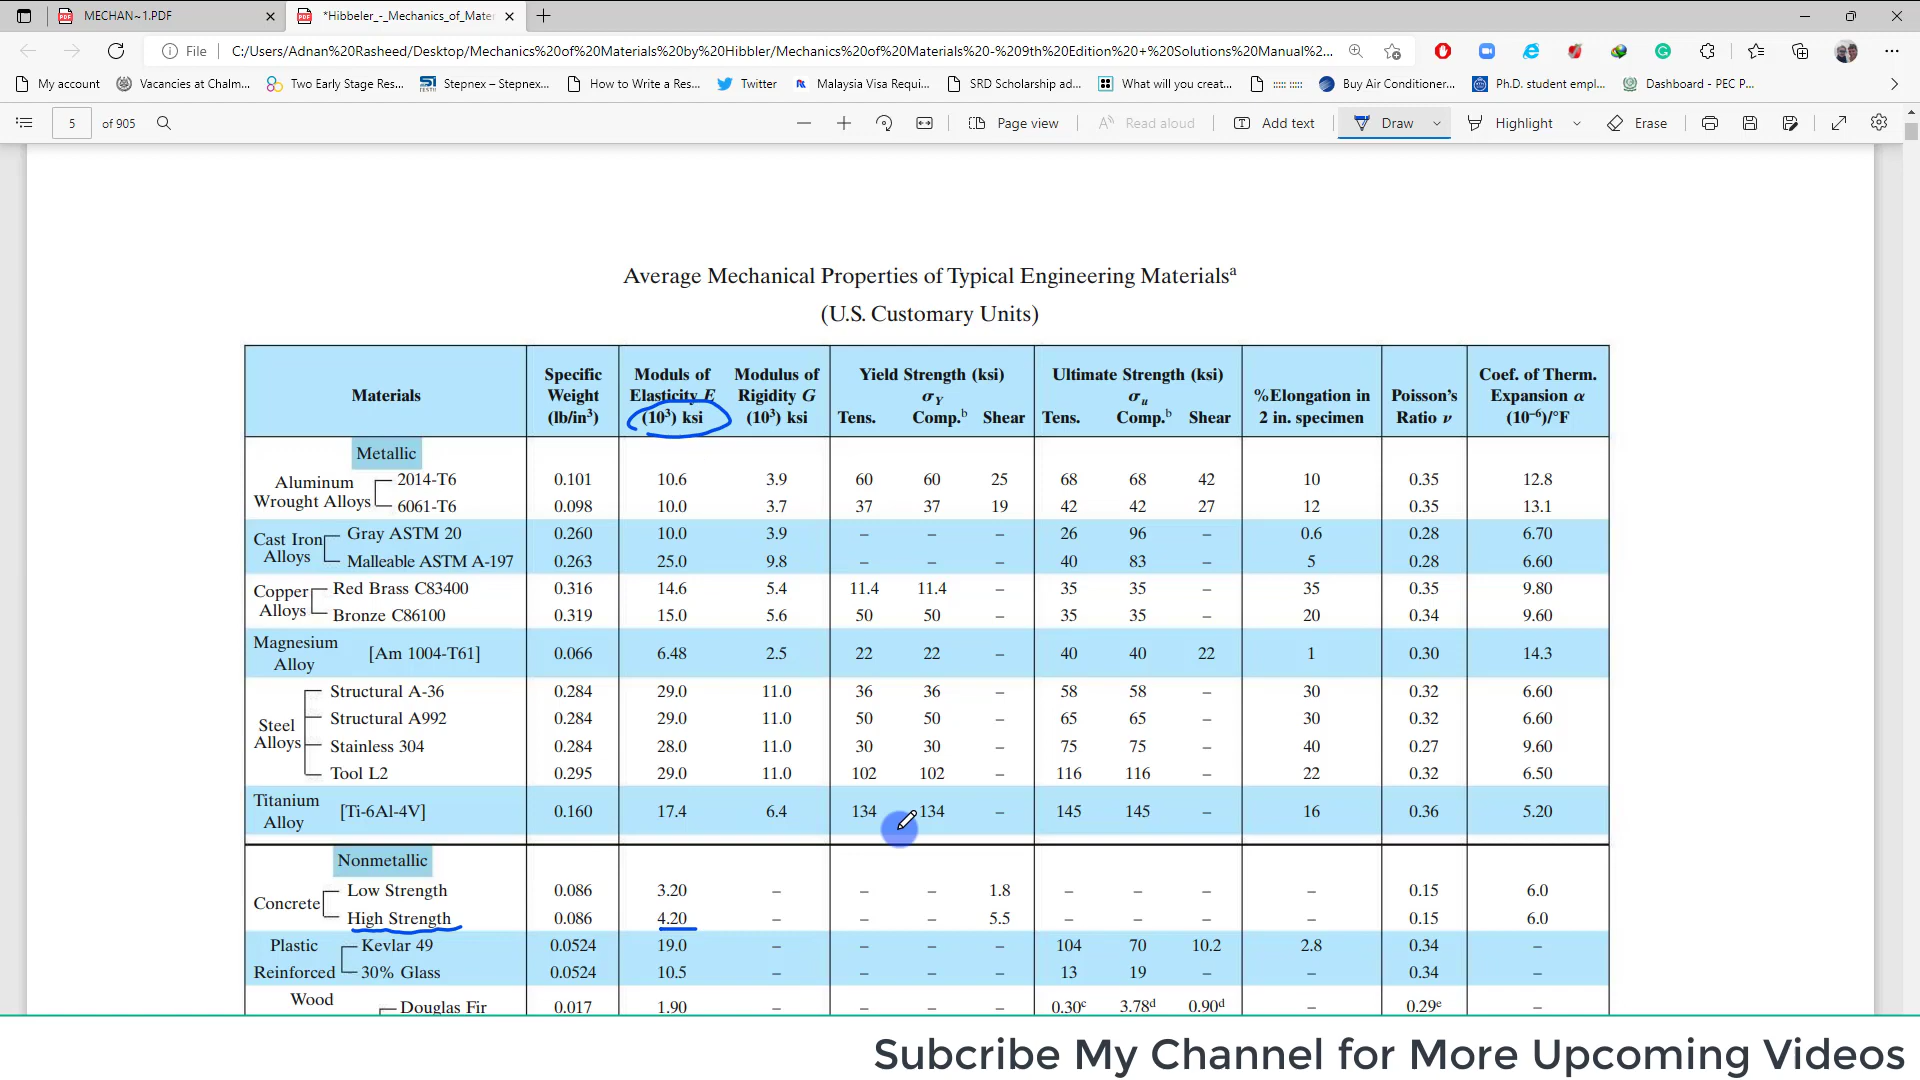 MECHAN~1.PDF
*Hibbeler_-_Mechanics_of_Mater
File
C:/Users/Adnan%20Rasheed/Desktop/Mechanics%20of%20Materials%20by%20Hibbler/Mechanics%20of%20Materials%20-%209th%20Edition%20+%20Solutions%20Manual%20...
My account
Vacancies at Chalm...
Two Early Stage Res...
Stepnex – Stepnex...
How to Write a Res...
Twitter
Malaysia Visa Requi...
SRD Scholarship ad...
What will you creat...
Buy Air Conditioner...
Ph.D. student empl...
Dashboard - PEC P...
5 of 905
Page view
Read aloud
Add text
Draw
Highlight
Erase
Average Mechanical Properties of Typical Engineering Materialsᵃ
(U.S. Customary Units)
Materials
Specific Weight (lb/in³)
Moduls of Elasticity E (10³) ksi
Modulus of Rigidity G (10³) ksi
Yield Strength (ksi) σY Tens. Comp.ᵇ Shear
Ultimate Strength (ksi) σu Tens. Comp.ᵇ Shear
%Elongation in 2 in. specimen
Poisson's Ratio ν
Coef. of Therm. Expansion α (10⁻⁶)/°F
Metallic
Aluminum Wrought Alloys
2014-T6 0.101 10.6 3.9 60 60 25 68 68 42 10 0.35 12.8
6061-T6 0.098 10.0 3.7 37 37 19 42 42 27 12 0.35 13.1
Cast Iron Alloys
Gray ASTM 20 0.260 10.0 3.9 – – – 26 96 – 0.6 0.28 6.70
Malleable ASTM A-197 0.263 25.0 9.8 – – – 40 83 – 5 0.28 6.60
Copper Alloys
Red Brass C83400 0.316 14.6 5.4 11.4 11.4 – 35 35 – 35 0.35 9.80
Bronze C86100 0.319 15.0 5.6 50 50 – 35 35 – 20 0.34 9.60
Magnesium Alloy
[Am 1004-T61] 0.066 6.48 2.5 22 22 – 40 40 22 1 0.30 14.3
Steel Alloys
Structural A-36 0.284 29.0 11.0 36 36 – 58 58 – 30 0.32 6.60
Structural A992 0.284 29.0 11.0 50 50 – 65 65 – 30 0.32 6.60
Stainless 304 0.284 28.0 11.0 30 30 – 75 75 – 40 0.27 9.60
Tool L2 0.295 29.0 11.0 102 102 – 116 116 – 22 0.32 6.50
Titanium Alloy
[Ti-6Al-4V] 0.160 17.4 6.4 134 134 – 145 145 – 16 0.36 5.20
Nonmetallic
Concrete
Low Strength 0.086 3.20 – – – 1.8 – – – – 0.15 6.0
High Strength 0.086 4.20 – – – 5.5 – – – – 0.15 6.0
Plastic Reinforced
Kevlar 49 0.0524 19.0 – – – – 104 70 10.2 2.8 0.34 –
30% Glass 0.0524 10.5 – – – – 13 19 – – 0.34 –
Wood
Douglas Fir 0.017 1.90 – – – – 0.30ᶜ 3.78ᵈ 0.90ᵈ – 0.29ᵉ –
Subcribe My Channel for More Upcoming Videos